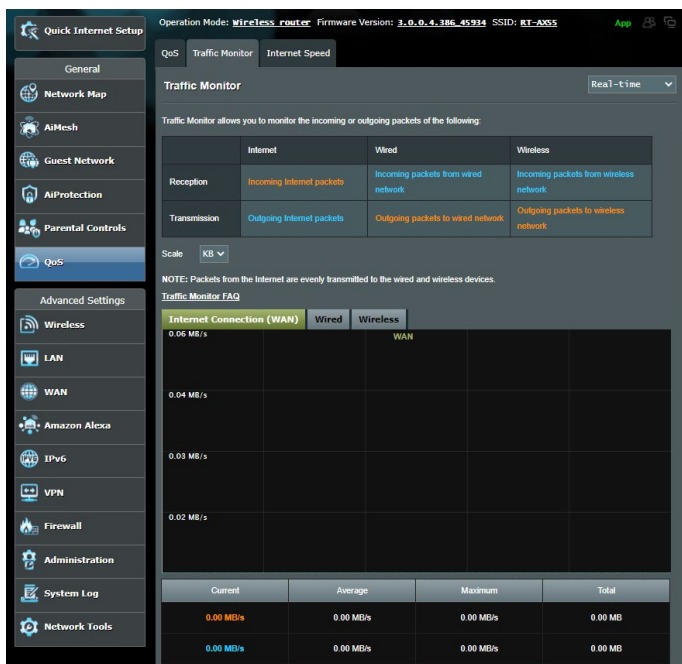 Quick Internet Setup
General
Network Map
AiMesh
Guest Network
AiProtection
Parental Controls
QoS
Advanced Settings
Wireless
LAN
WAN
Amazon Alexa
IPv6
VPN
Firewall
Administration
System Log
Network Tools
Operation Mode: Wireless router Firmware Version: 3.0.0.4.386_45934 SSID: RT-AX55 App
QoS Traffic Monitor Internet Speed
Traffic Monitor Real-time
Traffic Monitor allows you to monitor the incoming or outgoing packets of the following:
Internet Wired Wireless
Reception Incoming Internet packets Incoming packets from wired network Incoming packets from wireless network
Transmission Outgoing Internet packets Outgoing packets to wired network Outgoing packets to wireless network
Scale KB
NOTE: Packets from the Internet are evenly transmitted to the wired and wireless devices.
Traffic Monitor FAQ
Internet Connection (WAN) Wired Wireless
0.06 MB/s WAN
0.04 MB/s
0.03 MB/s
0.02 MB/s
Current Average Maximum Total
0.00 MB/s 0.00 MB/s 0.00 MB/s 0.00 MB
0.00 MB/s 0.00 MB/s 0.00 MB/s 0.00 MB